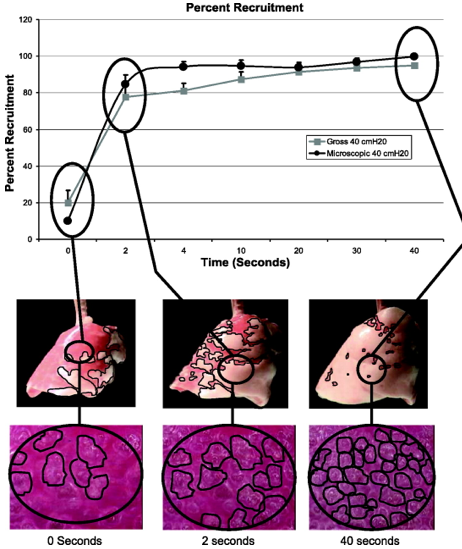 Percent Recruitment
120
100
80
60
40
20
0
Percent Recruitment
Gross 40 cmH20
Microscopic 40 cmH20
0 2 4 10 20 30 40
Time (Seconds)
0 Seconds 2 seconds 40 seconds